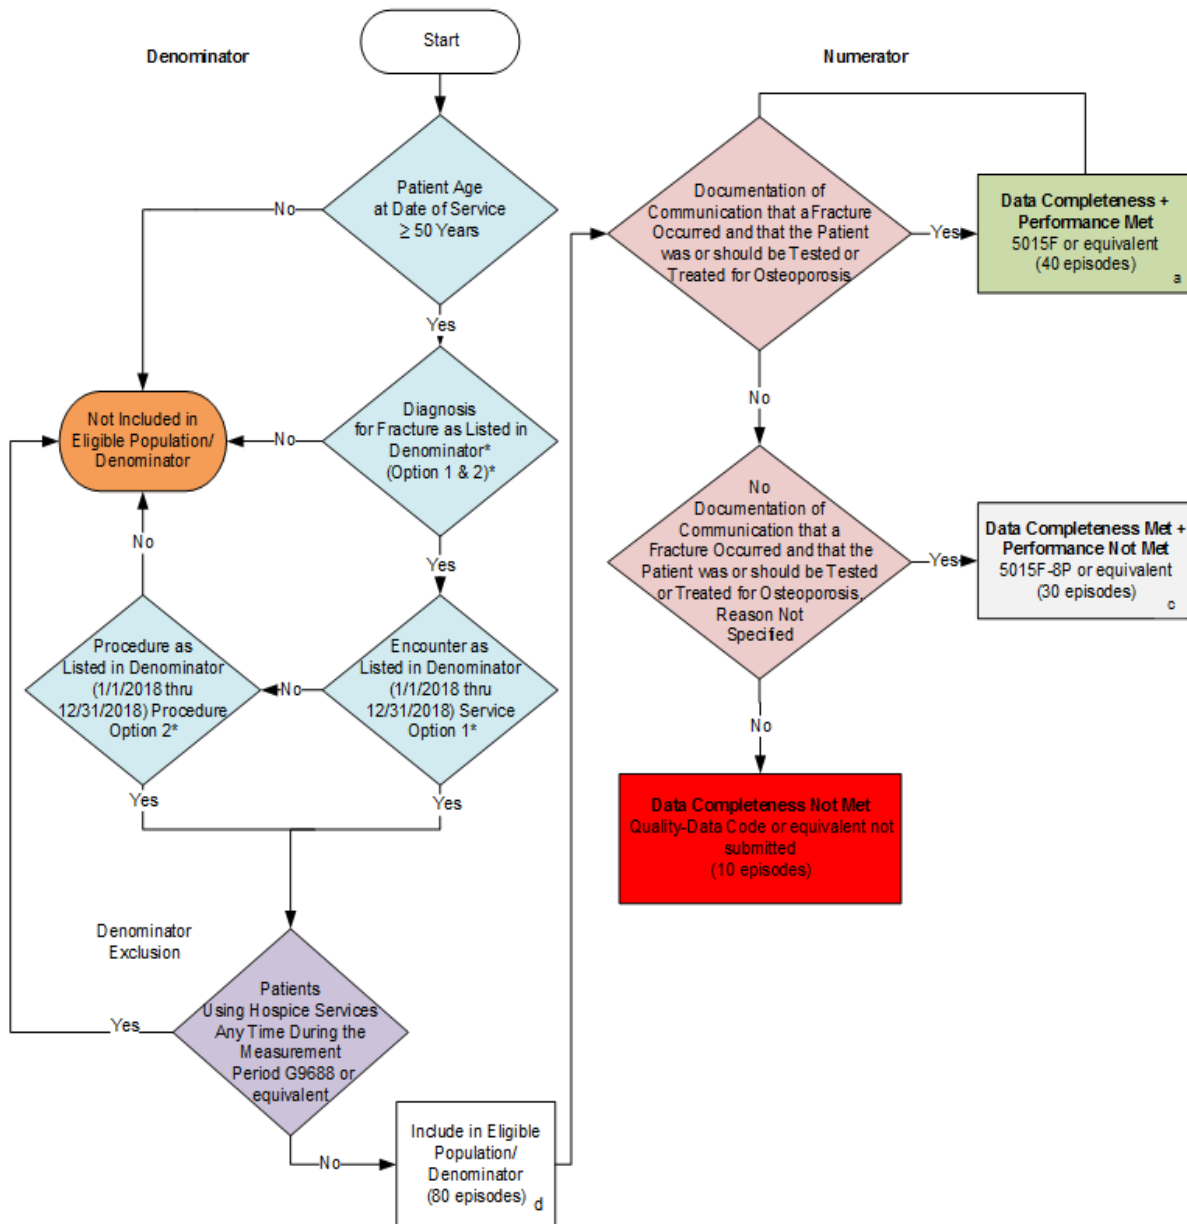 Start
Denominator
Numerator
Patient Age
at Date of Service
≥ 50 Years
No
Yes
Diagnosis
for Fracture as Listed in
Denominator*
(Option 1 & 2)*
No
Not Included in
Eligible Population/
Denominator
Yes
No
Encounter as
Listed in Denominator
(1/1/2018 thru
12/31/2018) Service
Option 1*
No
Procedure as
Listed in Denominator
(1/1/2018 thru
12/31/2018) Procedure
Option 2*
Yes
Yes
Denominator
Exclusion
Patients
Using Hospice Services
Any Time During the
Measurement
Period G9688 or
equivalent
Yes
No
Include in Eligible
Population/
Denominator
(80 episodes)
d
Documentation of
Communication that a Fracture
Occurred and that the Patient
was or should be Tested or
Treated for Osteoporosis
Yes
Data Completeness +
Performance Met
5015F or equivalent
(40 episodes)
a
No
No
Documentation of
Communication that a
Fracture Occurred and that the
Patient was or should be Tested
or Treated for Osteoporosis,
Reason Not
Specified
Yes
Data Completeness Met +
Performance Not Met
5015F-8P or equivalent
(30 episodes)
c
No
Data Completeness Not Met
Quality-Data Code or equivalent not
submitted
(10 episodes)